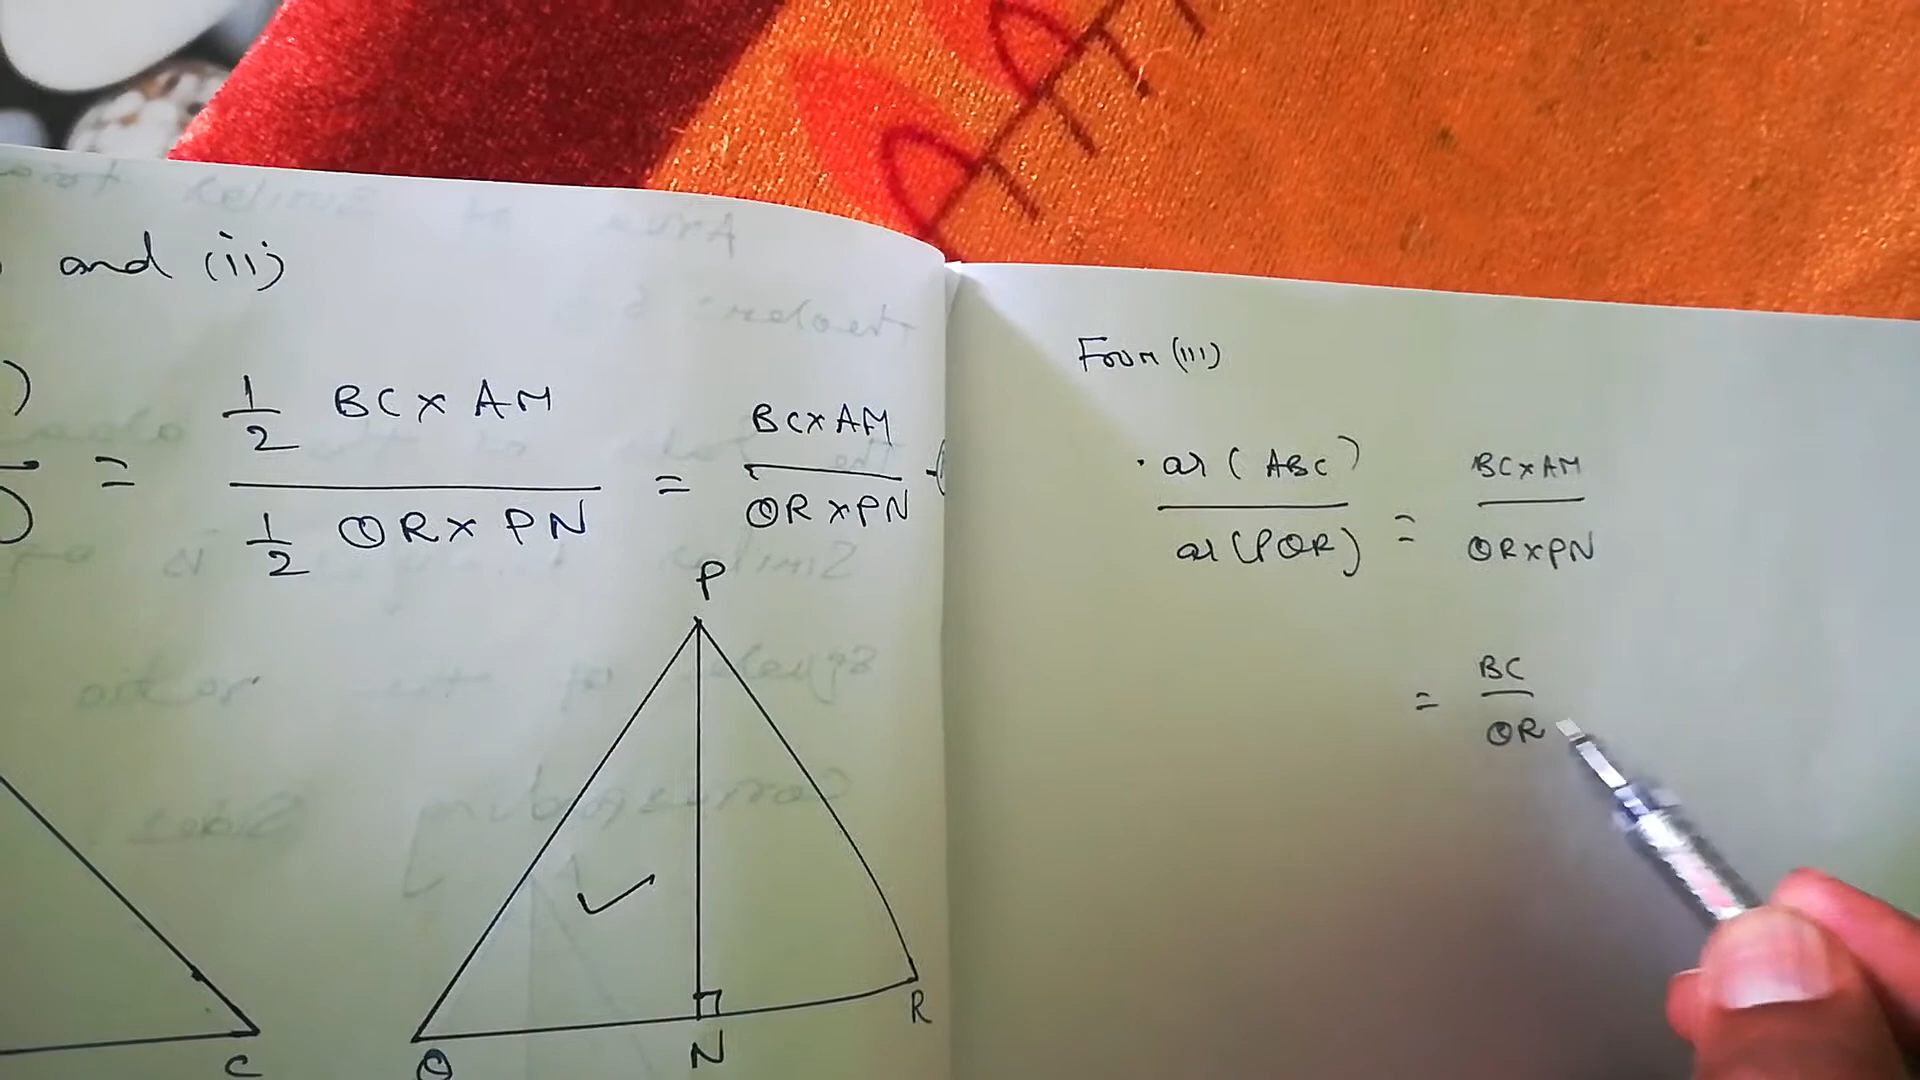 and (ii)
1/2 BC x AM / 1/2 QR x PN = BC x AM / QR x PN
P
Q N R
C
From (iii)
ar (ABC) / ar (PQR) = BC x AM / QR x PN
= BC / QR